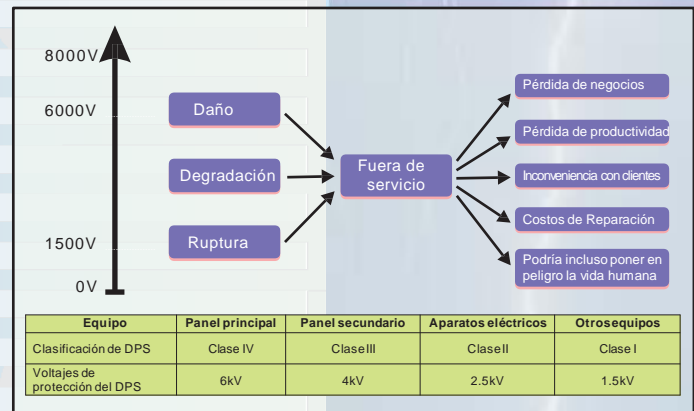 8000V
6000V
1500V
0V
Daño
Degradación
Ruptura
Fuera de
servicio
Pérdida de negocios
Pérdida de productividad
Inconveniencia con clientes
Costos de Reparación
Podría incluso poner en
peligro la vida humana
Equipo Panel principal Panel secundario Aparatos eléctricos Otros equipos
Clasificación de DPS Clase IV Clase III Clase II Clase I
Voltajes de
protección del DPS 6kV 4kV 2.5kV 1.5kV